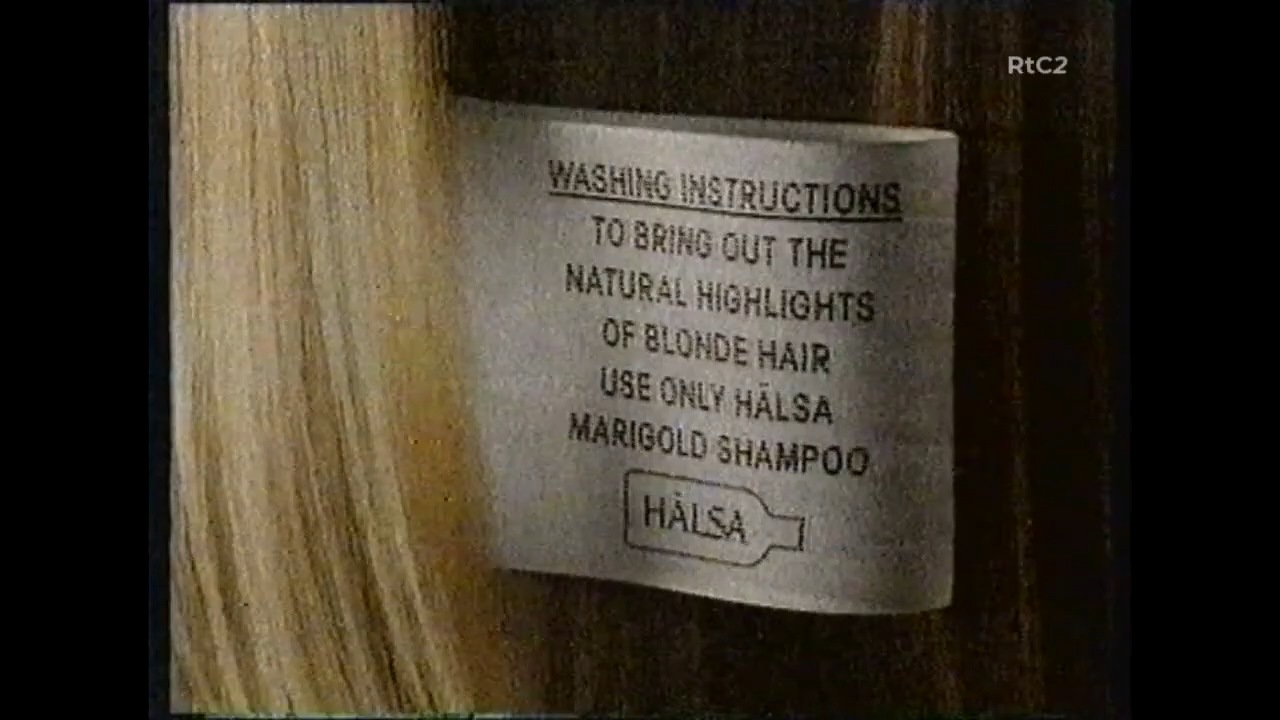 RtC2
WASHING INSTRUCTIONS
TO BRING OUT THE
NATURAL HIGHLIGHTS
OF BLONDE HAIR
USE ONLY HÄLSA
MARIGOLD SHAMPOO
HÄLSA